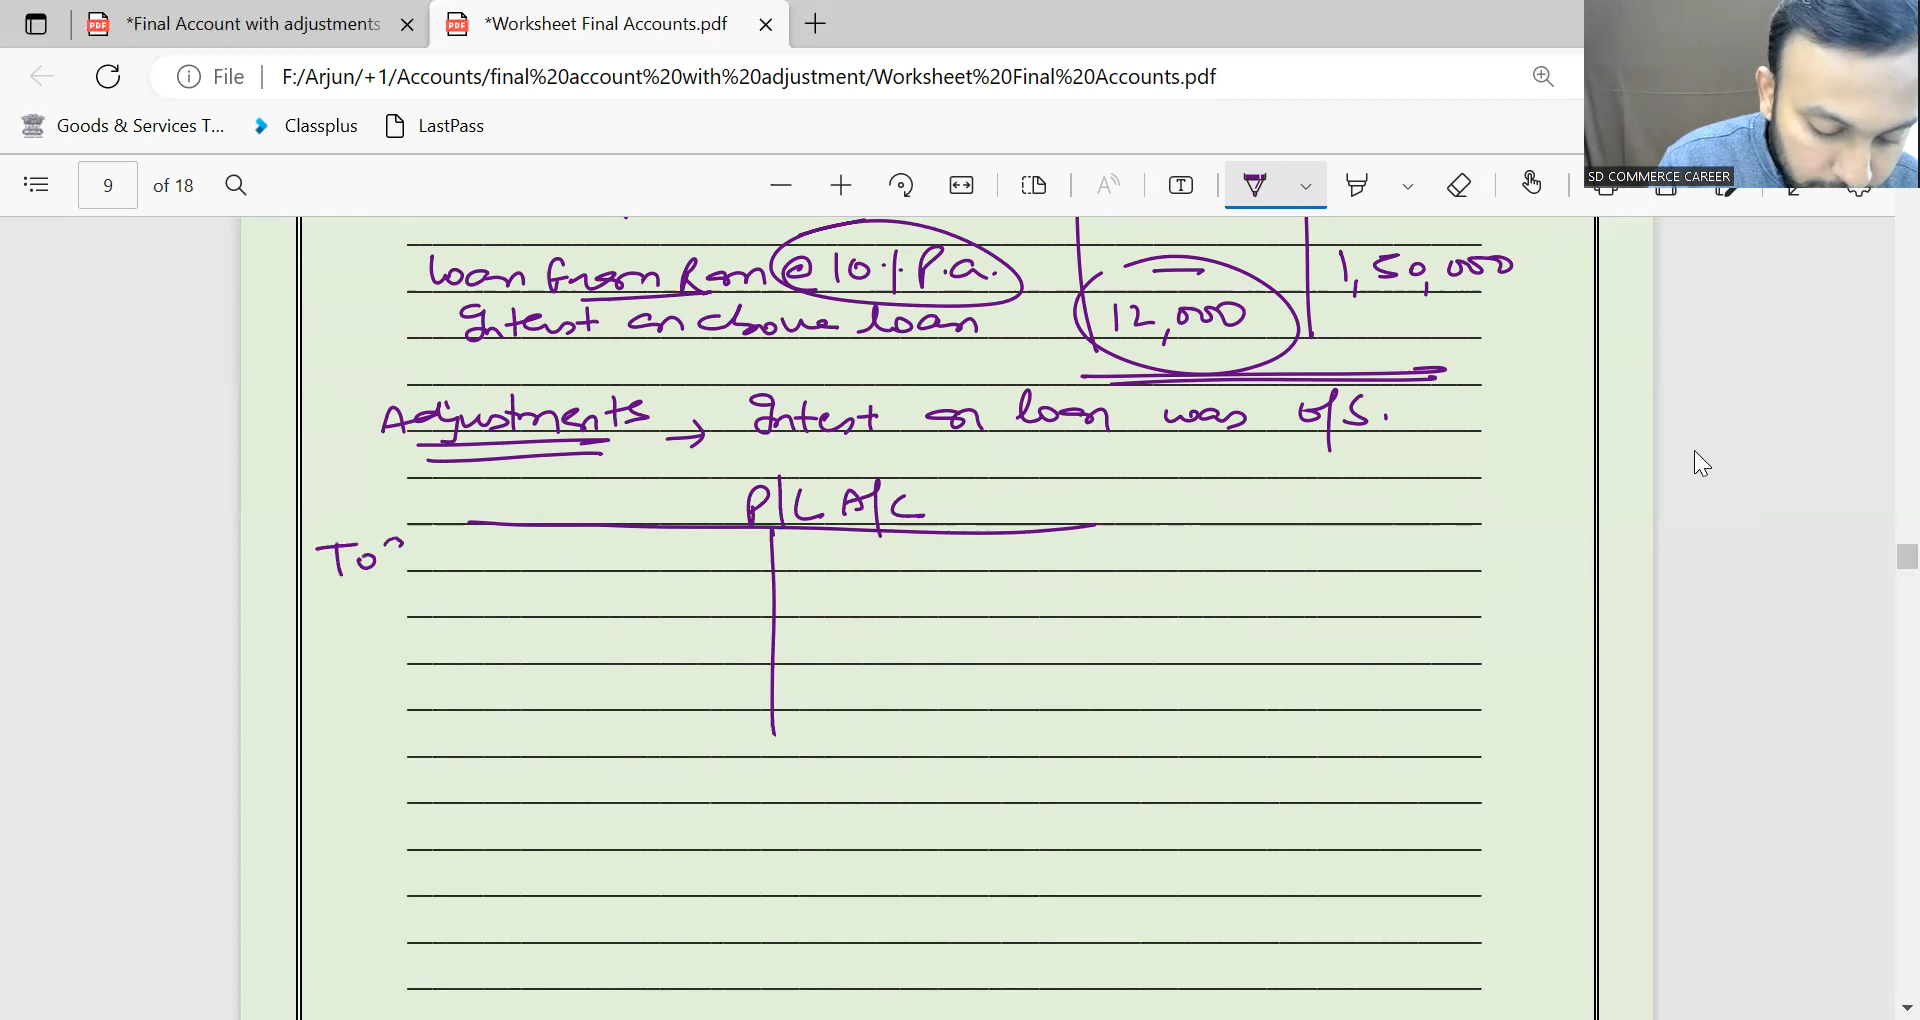 *Final Account with adjustments
*Worksheet Final Accounts.pdf
File
F:/Arjun/+1/Accounts/final%20account%20with%20adjustment/Worksheet%20Final%20Accounts.pdf
Goods & Services T...
Classplus
LastPass
9 of 18
SD COMMERCE CAREER
Loan from Ram @ 10 % P.a. — 1,50,000
Interst on above loan 12,000
Adjustments → Interst on loan was o/s.
P/L A/C
To